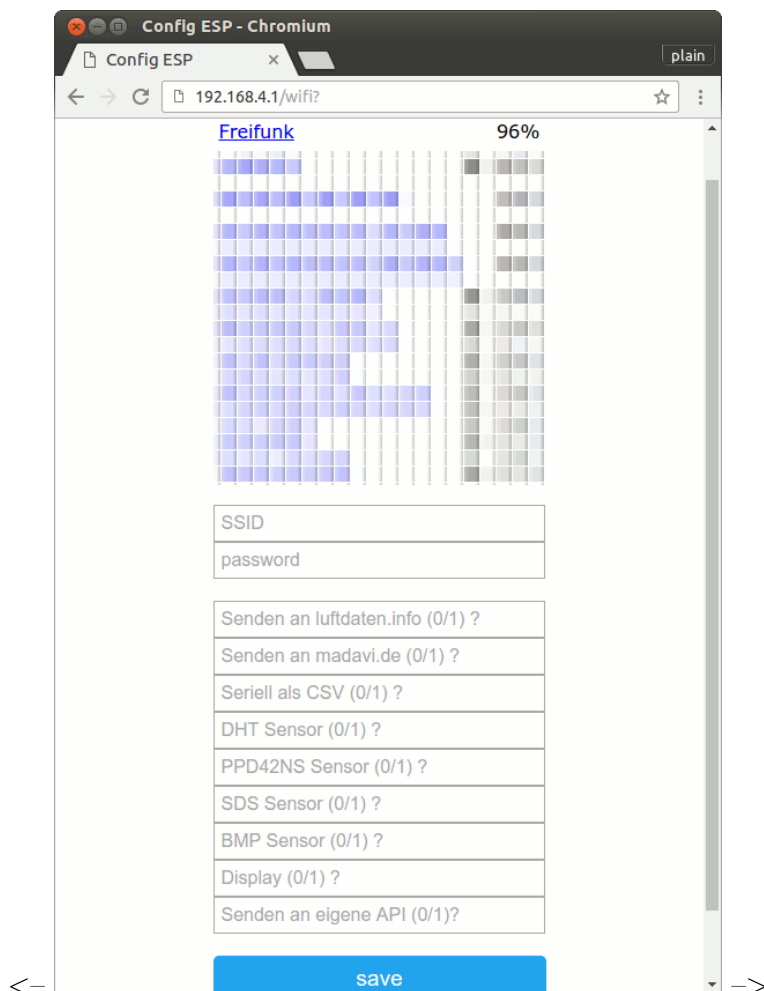 Config ESP - Chromium
Config ESP
plain
192.168.4.1/wifi?
Freifunk 96%
SSID
password
Senden an luftdaten.info (0/1) ?
Senden an madavi.de (0/1) ?
Seriell als CSV (0/1) ?
DHT Sensor (0/1) ?
PPD42NS Sensor (0/1) ?
SDS Sensor (0/1) ?
BMP Sensor (0/1) ?
Display (0/1) ?
Senden an eigene API (0/1)?
save
<– –>